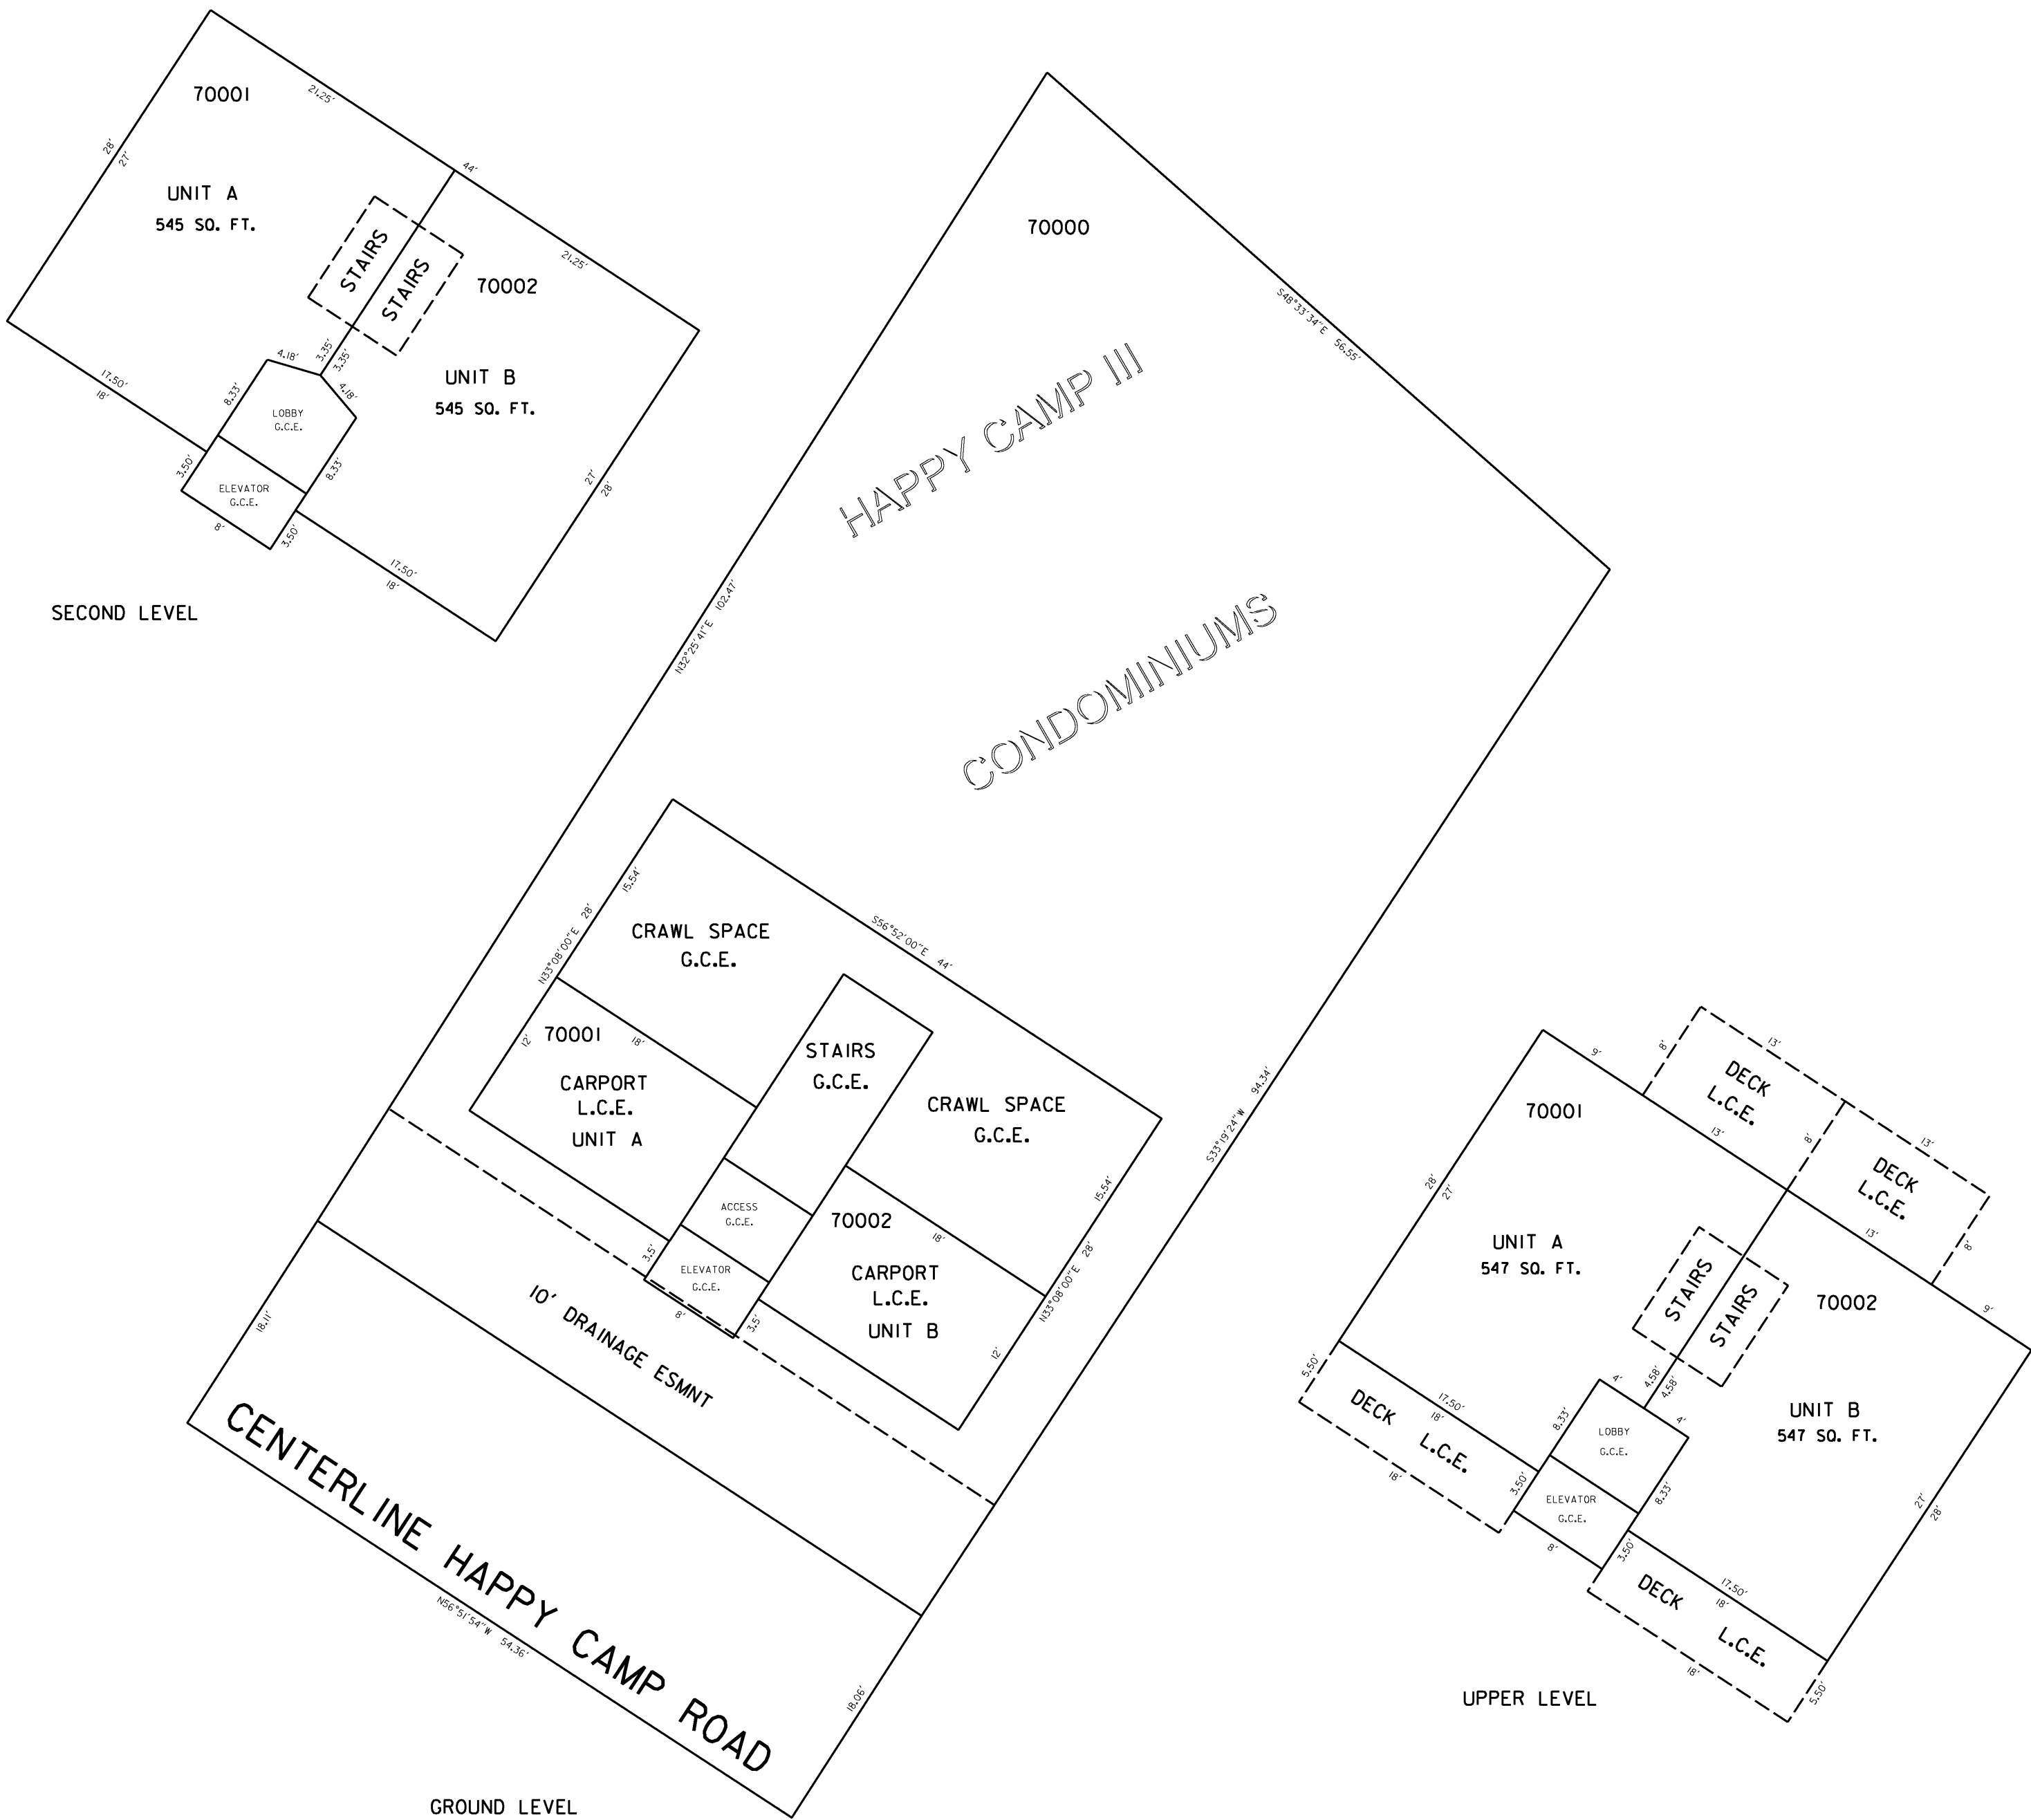 70001
21.25'
44'
28'
27'
UNIT A
545 SQ. FT.
STAIRS
STAIRS
21.25'
70002
3.35'
3.35'
4.18'
4.18'
UNIT B
545 SQ. FT.
17.50'
18'
8.33'
LOBBY
G.C.E.
8.33'
3.50'
ELEVATOR
G.C.E.
8'
3.50'
27'
28'
17.50'
18'
SECOND LEVEL
70000
S48°33'34"E 56.55'
HAPPY CAMP III
CONDOMINIUMS
N32°25'41"E 102.47'
S33°19'24"W 94.34'
15.54'
N33°08'00"E 28'
CRAWL SPACE
G.C.E.
S56°52'00"E 44'
70001
12'
18'
CARPORT
L.C.E.
UNIT A
STAIRS
G.C.E.
CRAWL SPACE
G.C.E.
15.54'
ACCESS
G.C.E.
70002
18'
3.5'
ELEVATOR
G.C.E.
8'
3.5'
CARPORT
L.C.E.
UNIT B
12'
N33°08'00"E 28'
10' DRAINAGE ESMNT
18.11'
CENTERLINE HAPPY CAMP ROAD
N56°51'54"W 54.36'
18.06'
GROUND LEVEL
9'
8'
13'
DECK
L.C.E.
70001
13'
8'
13'
DECK
L.C.E.
13'
8'
9'
28'
27'
UNIT A
547 SQ. FT.
STAIRS
STAIRS
70002
4.58'
4.58'
4'
4'
UNIT B
547 SQ. FT.
5.50'
17.50'
18'
DECK L.C.E.
18'
8.33'
LOBBY
G.C.E.
8.33'
3.50'
ELEVATOR
G.C.E.
8'
3.50'
27'
28'
17.50'
18'
DECK
L.C.E.
18'
5.50'
UPPER LEVEL